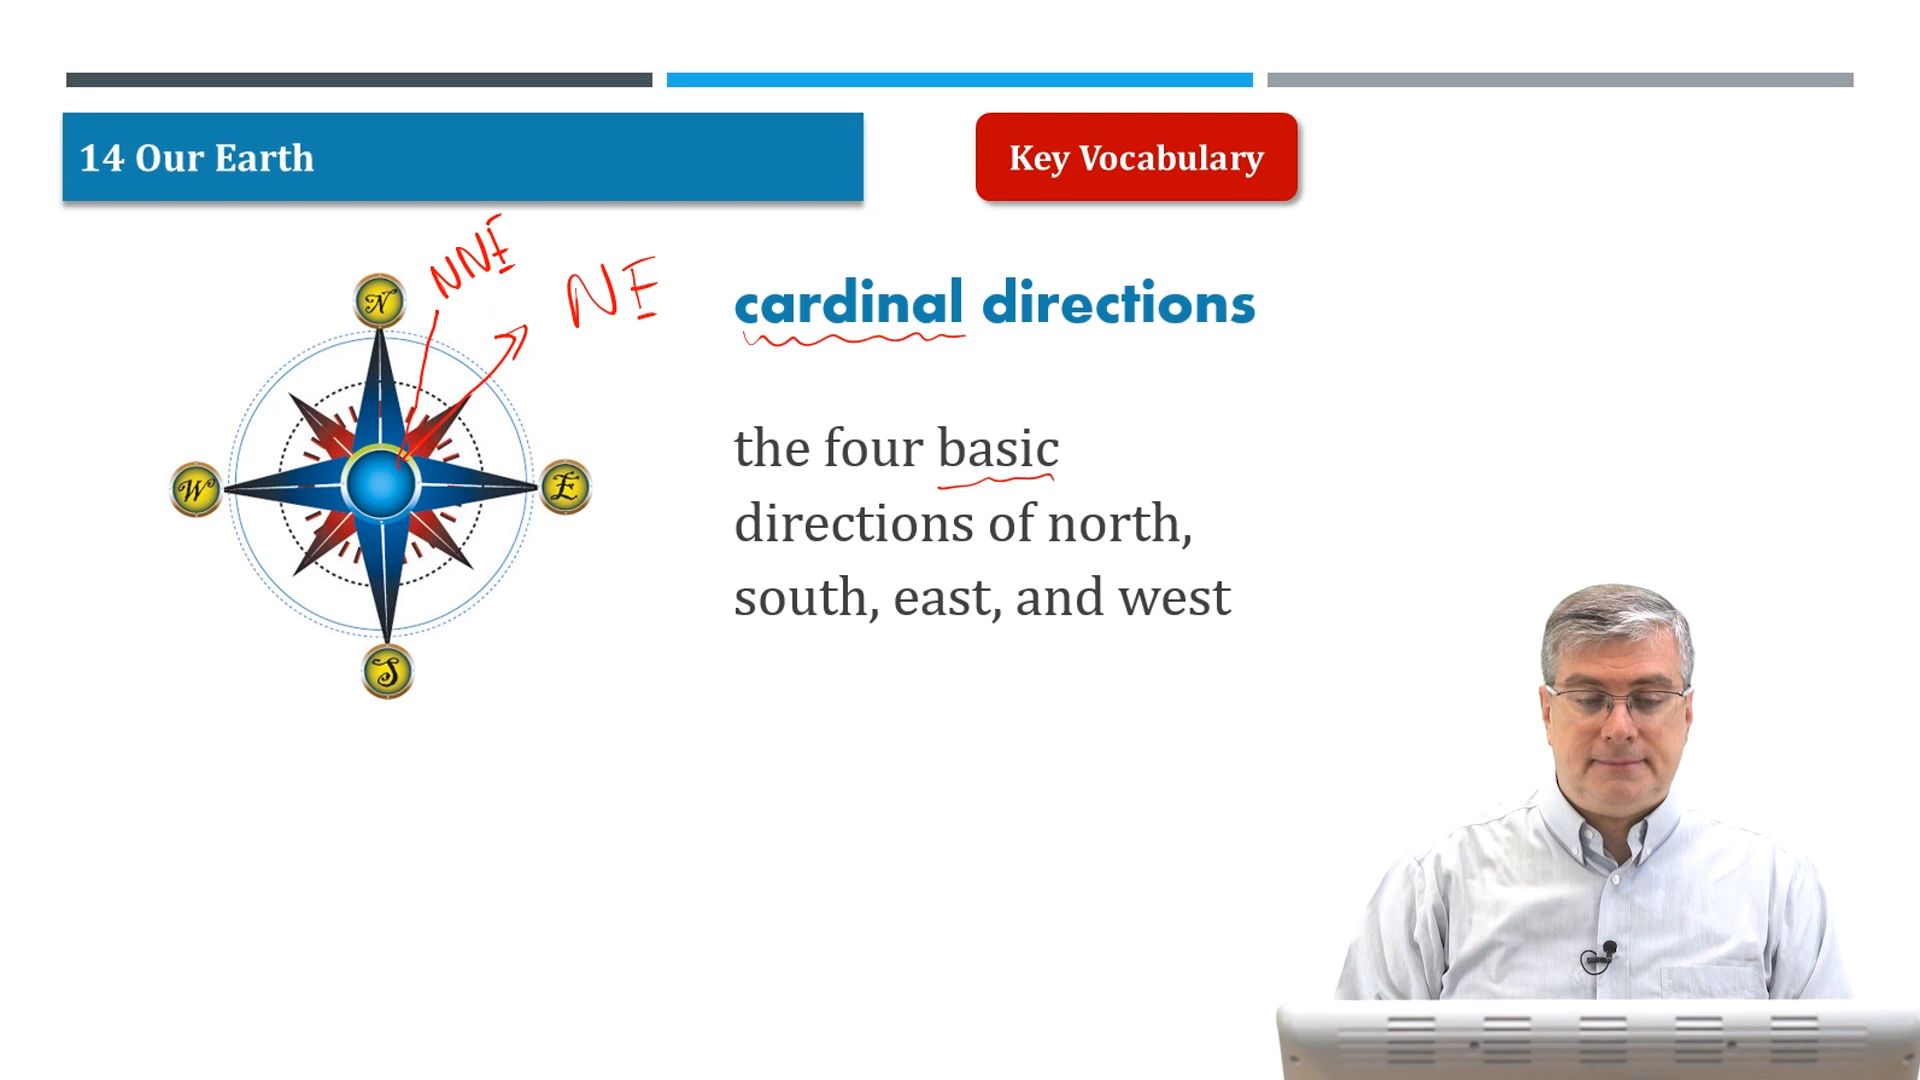 14 Our Earth
Key Vocabulary
NNE
NE
N
W
E
S
cardinal directions
the four basic
directions of north,
south, east, and west